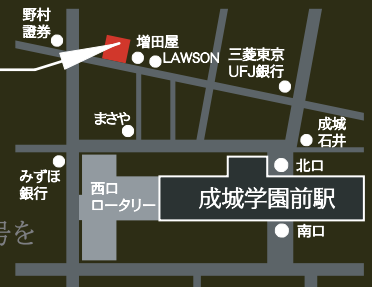 野村
證券
増田屋
LAWSON
三菱東京
UFJ銀行
まさや
成城
石井
みずほ
銀行
西口
ロータリー
北口
成城学園前駅
南口
号を